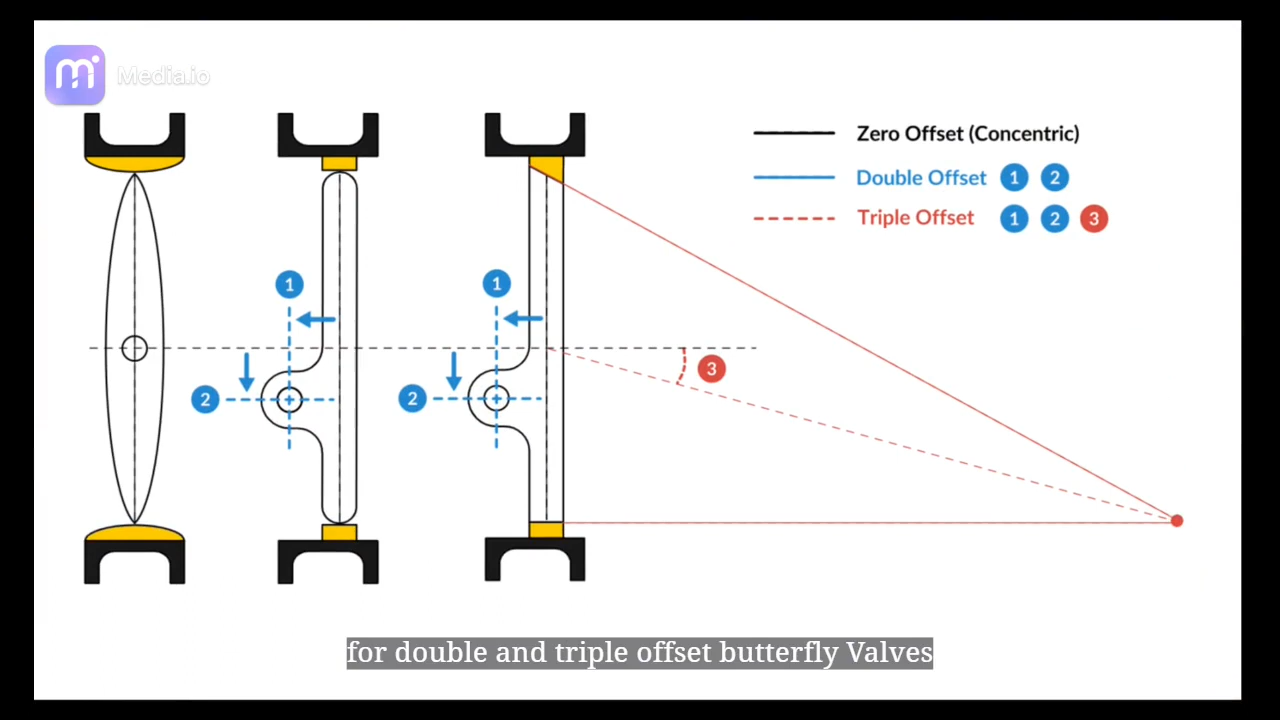 Media.io
Zero Offset (Concentric)
Double Offset 1 2
Triple Offset 1 2 3
1
1
3
2
2
for double and triple offset butterfly Valves